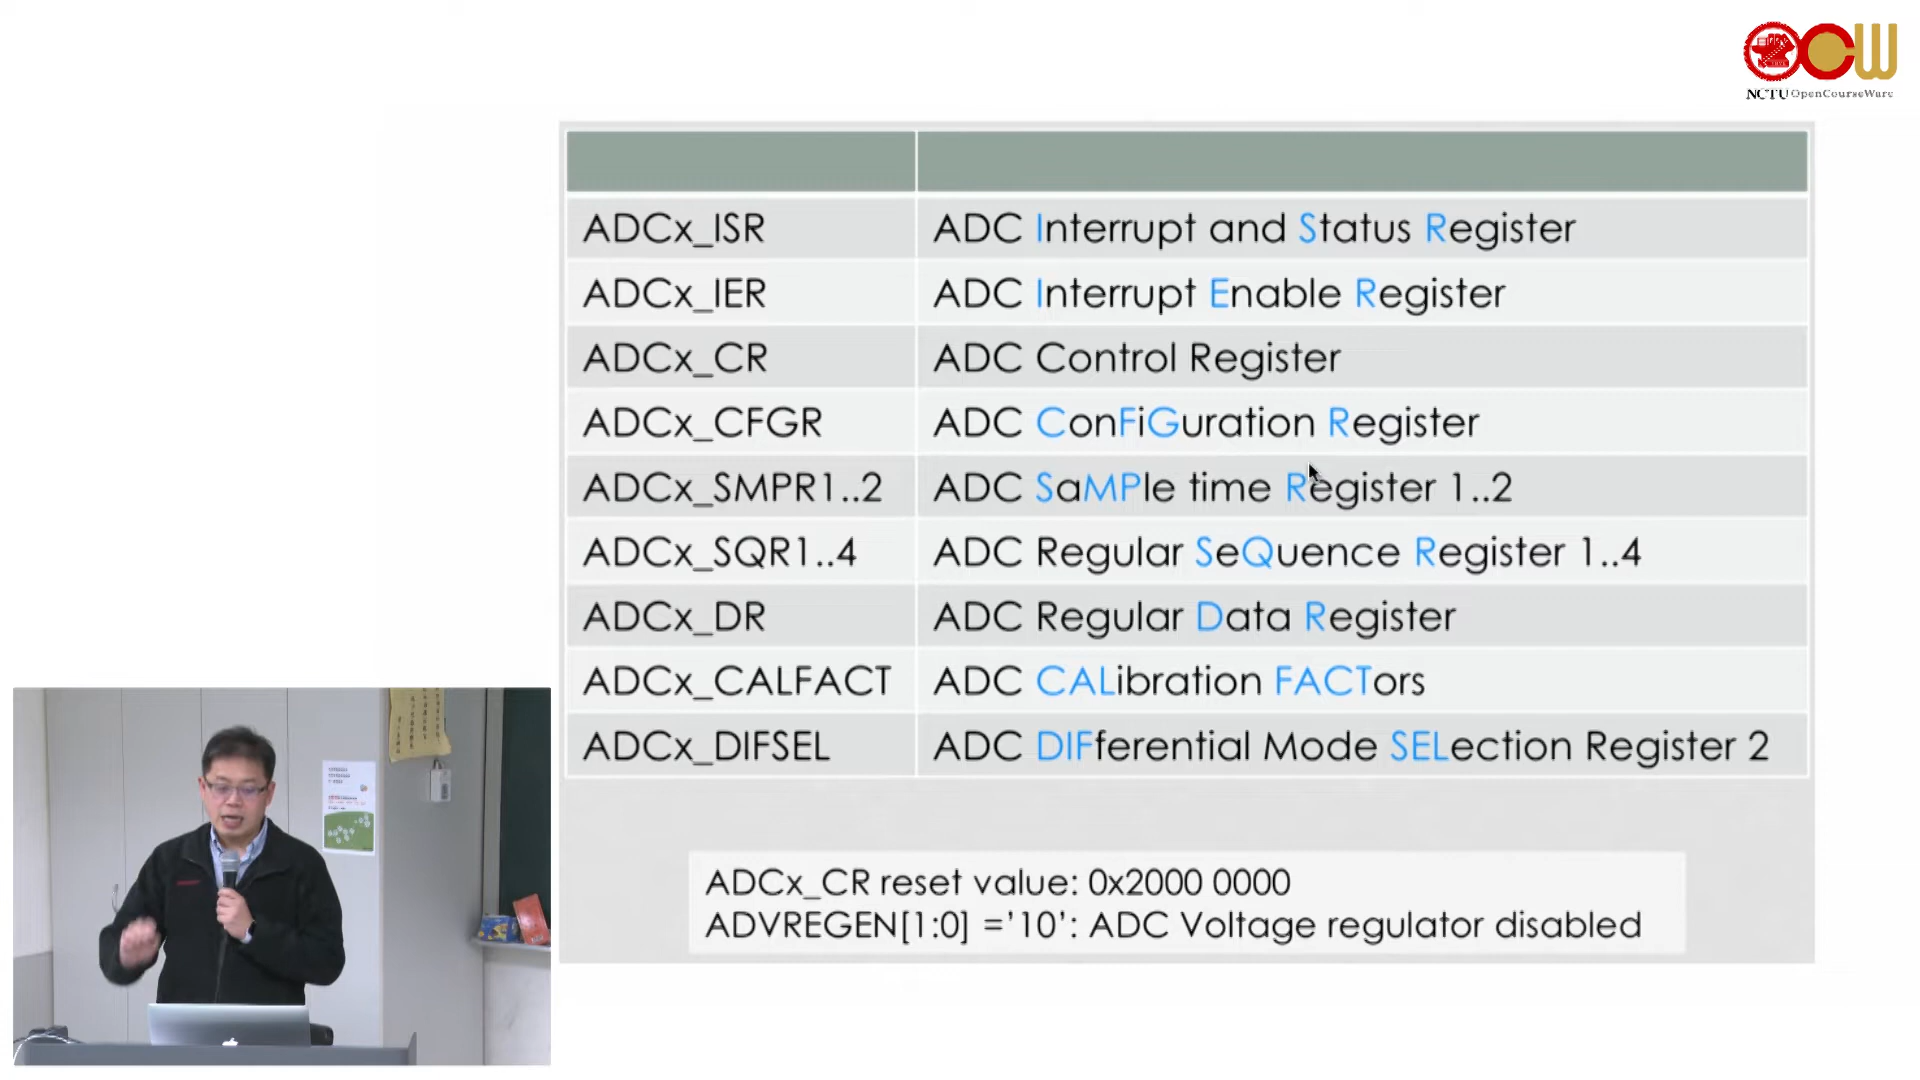 NCTU OpenCourseWare
ADCx_ISR ADC Interrupt and Status Register
ADCx_IER ADC Interrupt Enable Register
ADCx_CR ADC Control Register
ADCx_CFGR ADC ConFiGuration Register
ADCx_SMPR1..2 ADC SaMPle time Register 1..2
ADCx_SQR1..4 ADC Regular SeQuence Register 1..4
ADCx_DR ADC Regular Data Register
ADCx_CALFACT ADC CALibration FACTors
ADCx_DIFSEL ADC DIFferential Mode SELection Register 2
ADCx_CR reset value: 0x2000 0000
ADVREGEN[1:0] ='10': ADC Voltage regulator disabled